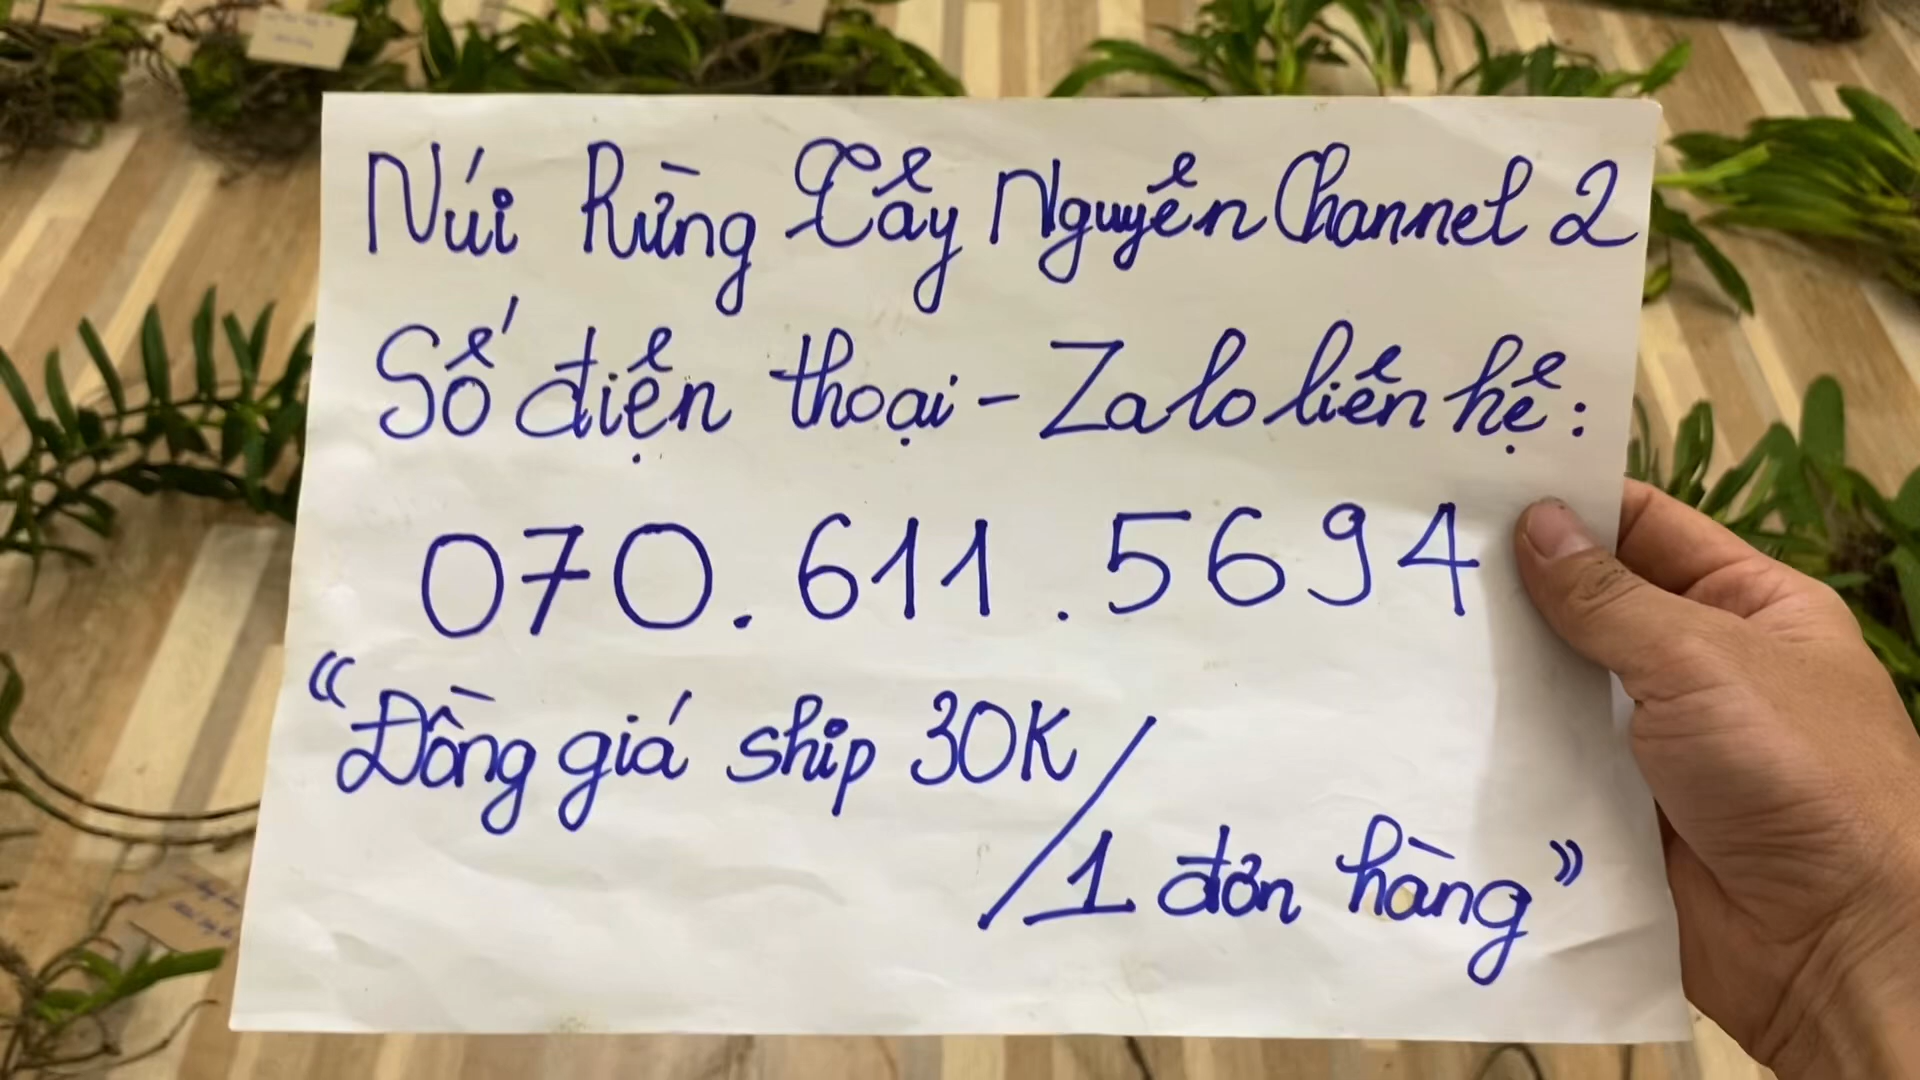 Núi Rừng Tây Nguyên Channel 2
Số điện thoại - Zalo liên hệ:
070.611.5694
"Đồng giá ship 30K
/1 đơn hàng"